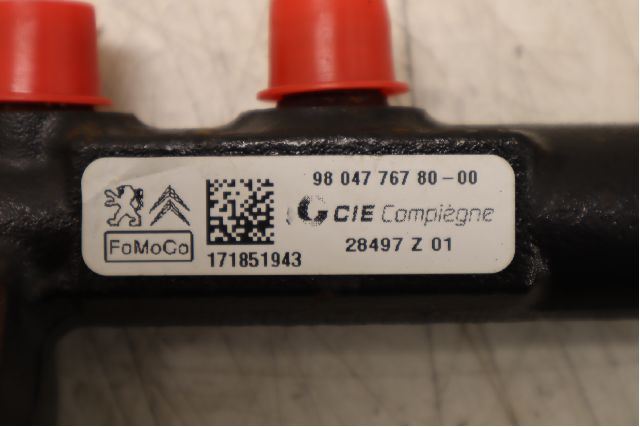 98 047 767 80-00
CIE Compiègne
FoMoCo
171851943
28497 Z 01